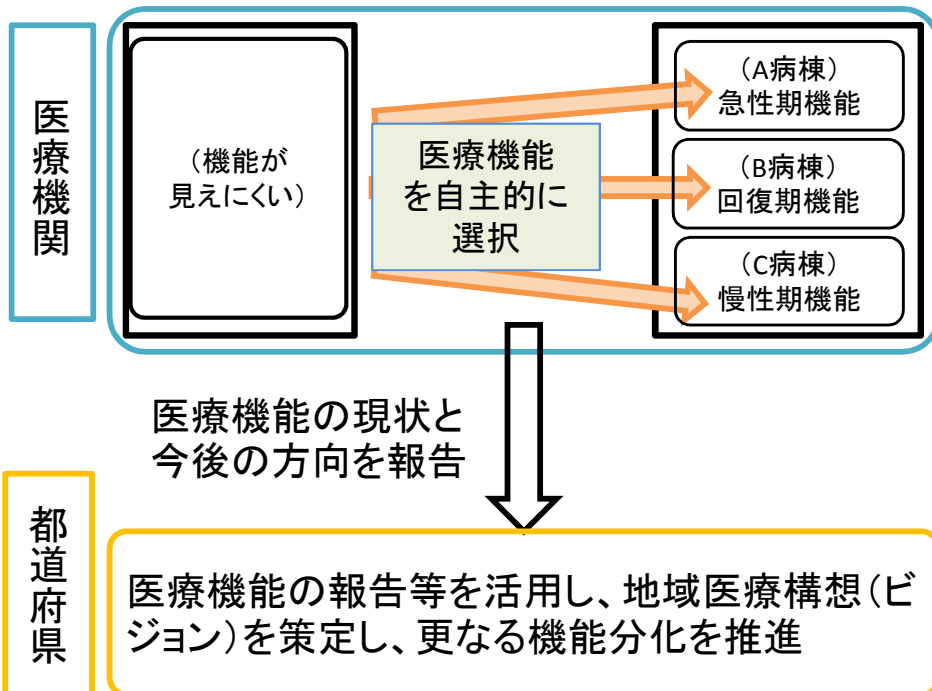 医療機関
（機能が
見えにくい）
医療機能
を自主的に
選択
（A病棟）
急性期機能
（B病棟）
回復期機能
（C病棟）
慢性期機能
医療機能の現状と
今後の方向を報告
都道府県
医療機能の報告等を活用し、地域医療構想（ビ
ジョン）を策定し、更なる機能分化を推進